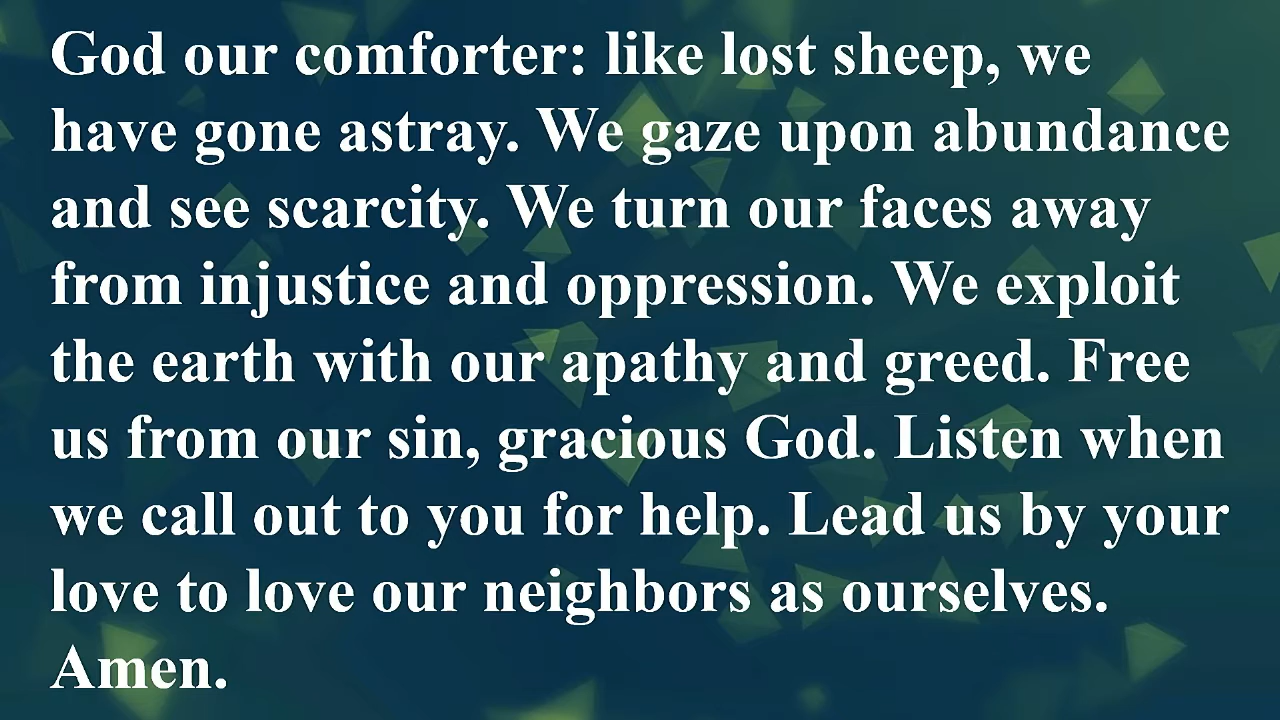 God our comforter: like lost sheep, we
have gone astray. We gaze upon abundance
and see scarcity. We turn our faces away
from injustice and oppression. We exploit
the earth with our apathy and greed. Free
us from our sin, gracious God. Listen when
we call out to you for help. Lead us by your
love to love our neighbors as ourselves.
Amen.